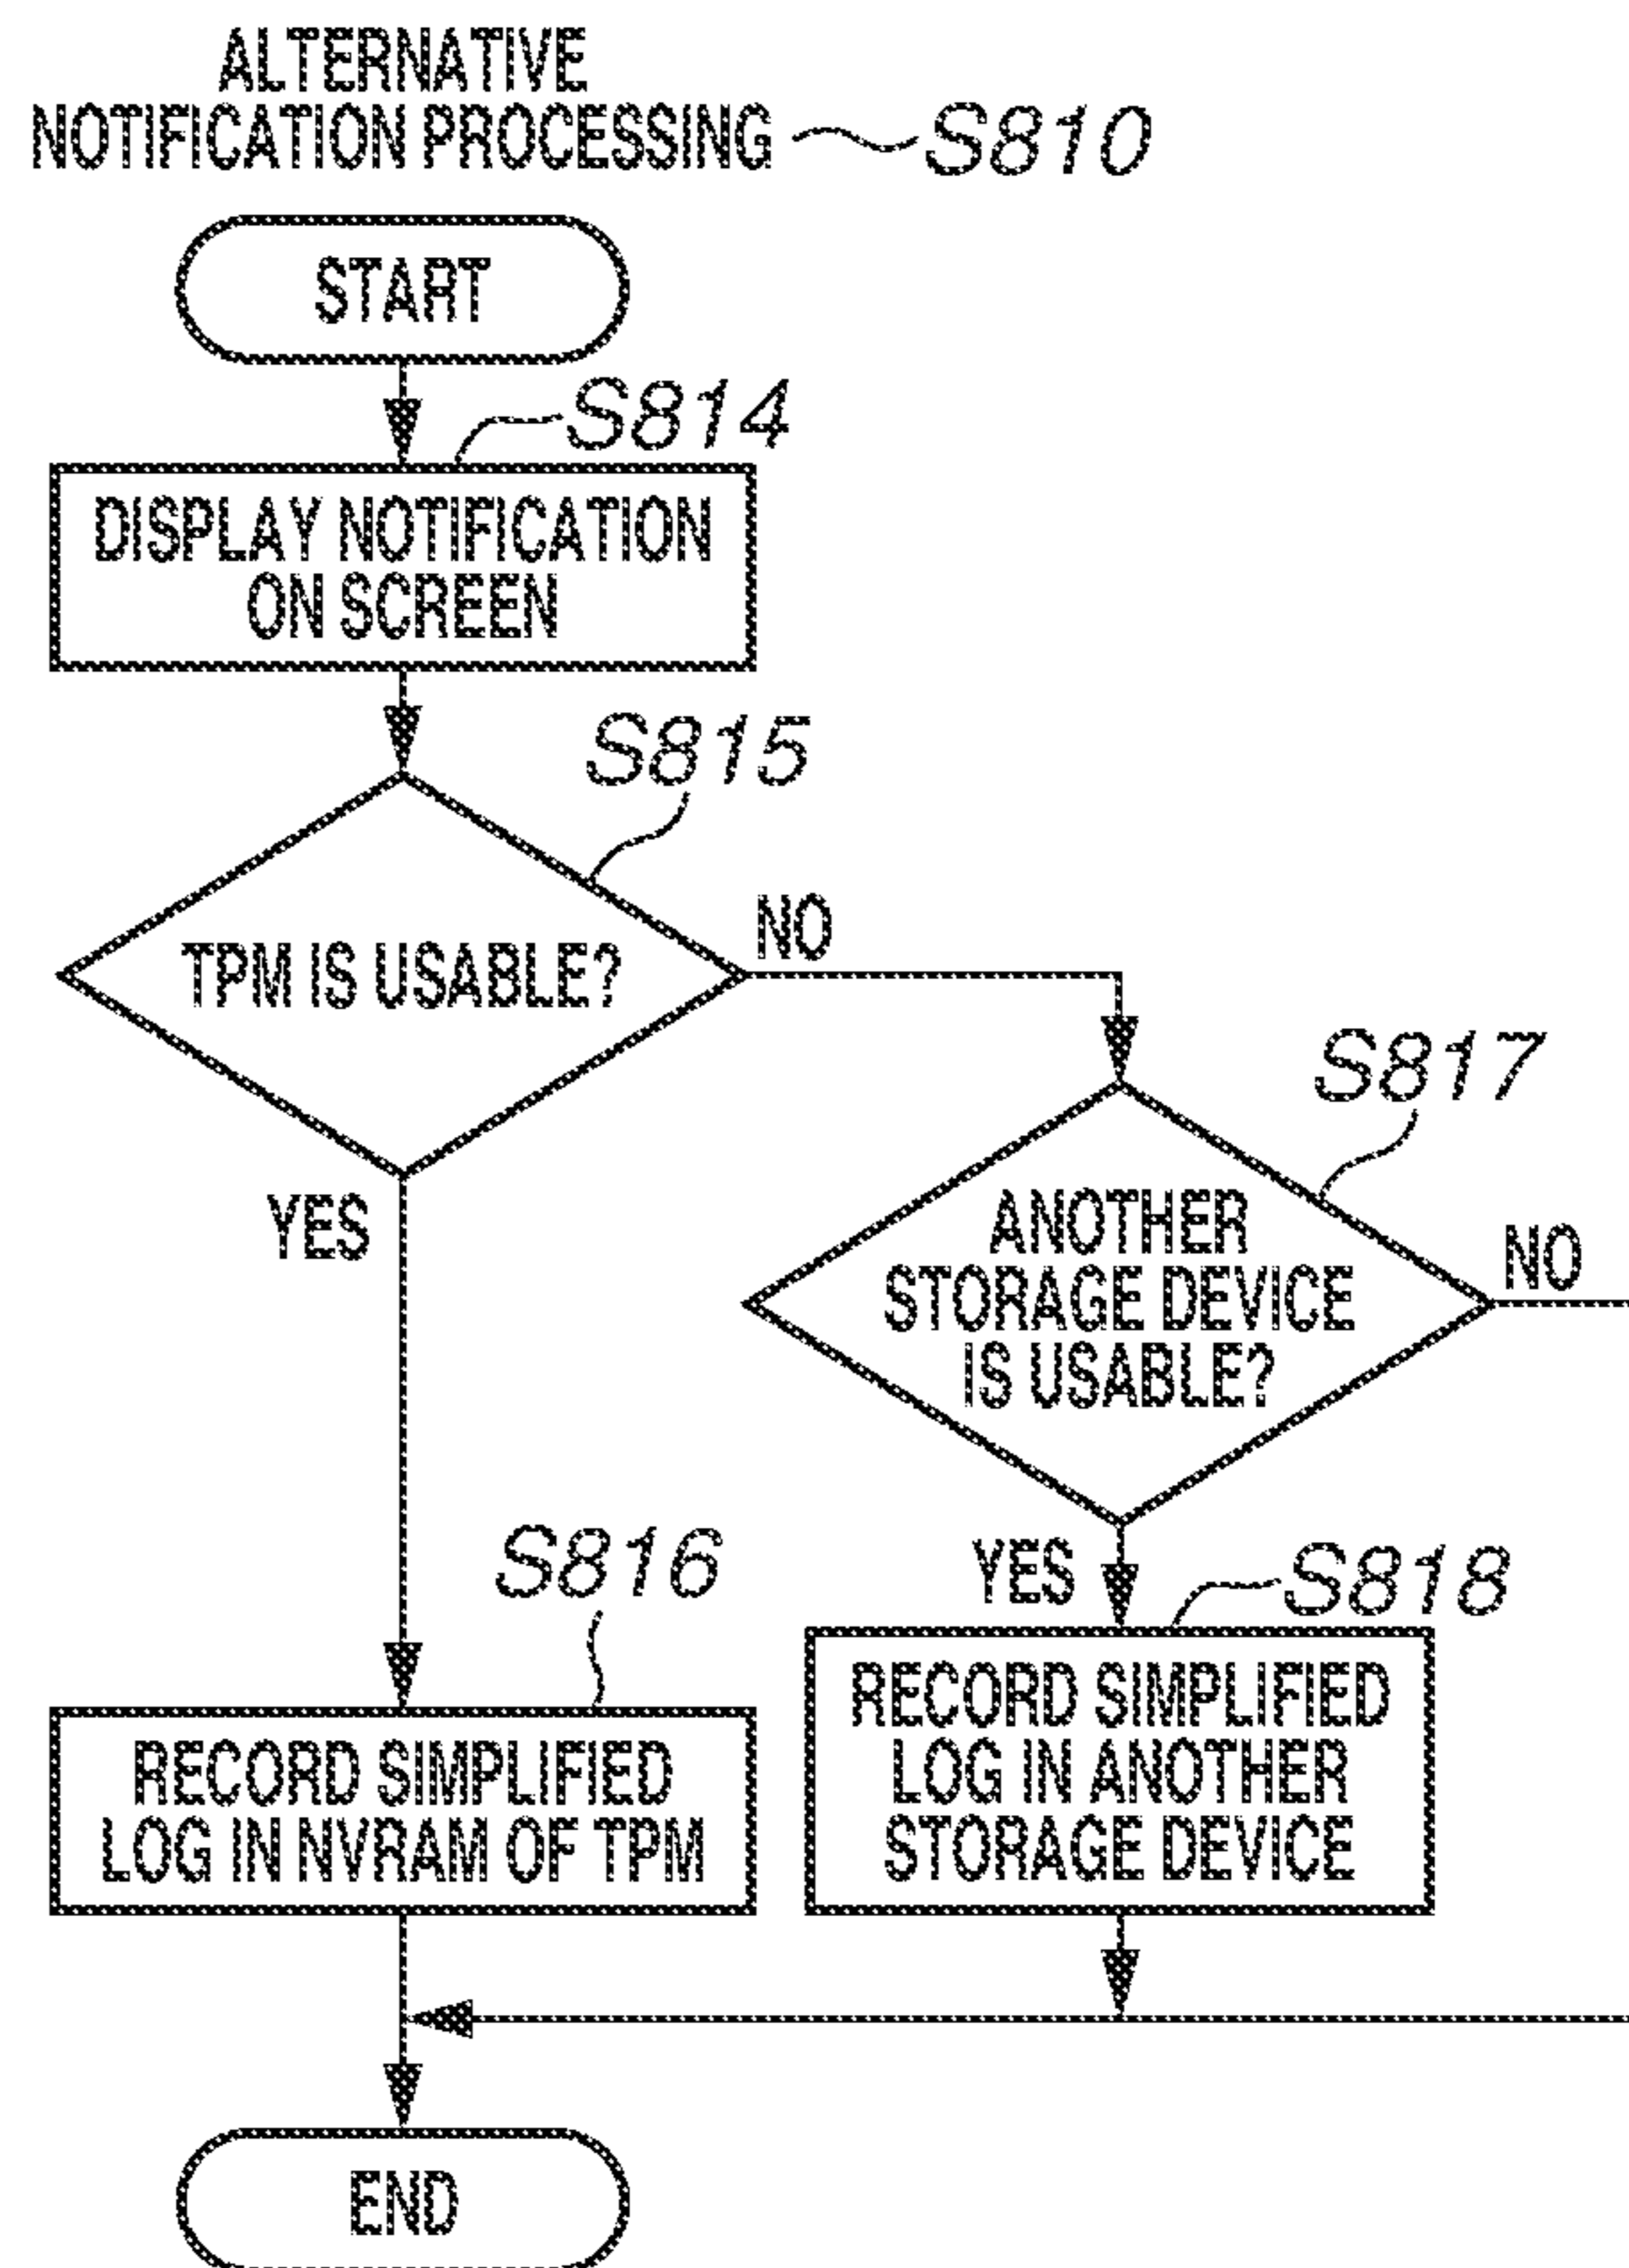 ALTERNATIVE
NOTIFICATION PROCESSING
S810
START
S814
DISPLAY NOTIFICATION
ON SCREEN
S815
TPM IS USABLE?
NO
YES
S817
ANOTHER
STORAGE DEVICE
IS USABLE?
NO
YES
S816
RECORD SIMPLIFIED
LOG IN NVRAM OF TPM
S818
RECORD SIMPLIFIED
LOG IN ANOTHER
STORAGE DEVICE
END